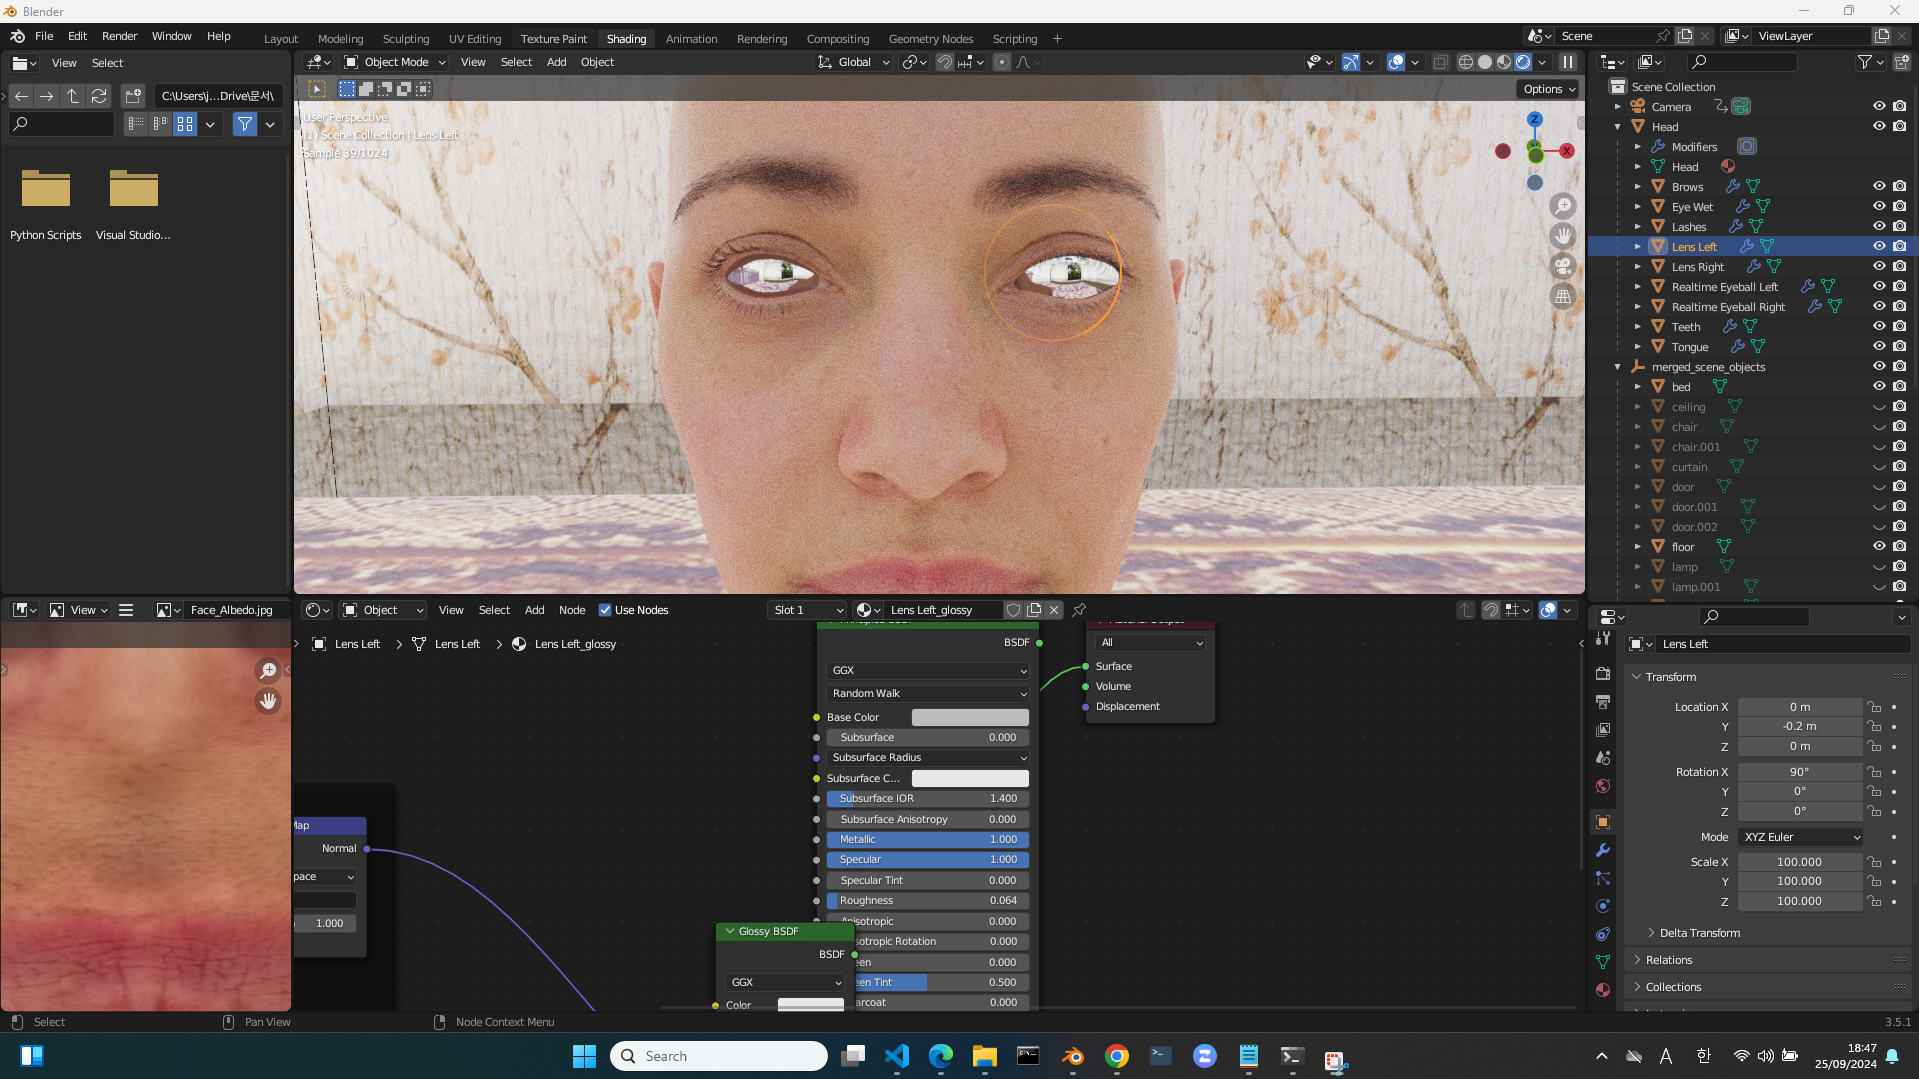 Blender
File Edit Render Window Help
Layout Modeling Sculpting UV Editing Texture Paint Shading Animation Rendering Compositing Geometry Nodes Scripting +
Scene
ViewLayer
View Select
Object Mode View Select Add Object
Global
C:\Users\j...Drive\문서\
Options
User Perspective
(1) Scene Collection | Lens Left
Sample 39/1024
Z
X
Python Scripts
Visual Studio...
Scene Collection
Camera
Head
Modifiers
Head
Brows
Eye Wet
Lashes
Lens Left
Lens Right
Realtime Eyeball Left
Realtime Eyeball Right
Teeth
Tongue
merged_scene_objects
bed
ceiling
chair
chair.001
curtain
door
door.001
door.002
floor
lamp
lamp.001
View
Face_Albedo.jpg
Object View Select Add Node Use Nodes
Slot 1
Lens Left_glossy
Lens Left > Lens Left > Lens Left_glossy
Map
Normal
pace
1.000
BSDF
GGX
Random Walk
Base Color
Subsurface 0.000
Subsurface Radius
Subsurface C...
Subsurface IOR 1.400
Subsurface Anisotropy 0.000
Metallic 1.000
Specular 1.000
Specular Tint 0.000
Roughness 0.064
Anisotropic 0.000
sotropic Rotation 0.000
een 0.000
een Tint 0.500
arcoat 0.000
Glossy BSDF
BSDF
GGX
Color
All
Surface
Volume
Displacement
Lens Left
Transform
Location X 0 m
Y -0.2 m
Z 0 m
Rotation X 90°
Y 0°
Z 0°
Mode XYZ Euler
Scale X 100.000
Y 100.000
Z 100.000
Delta Transform
Relations
Collections
Select
Pan View
Node Context Menu
3.5.1
Search
A
한
18:47
25/09/2024